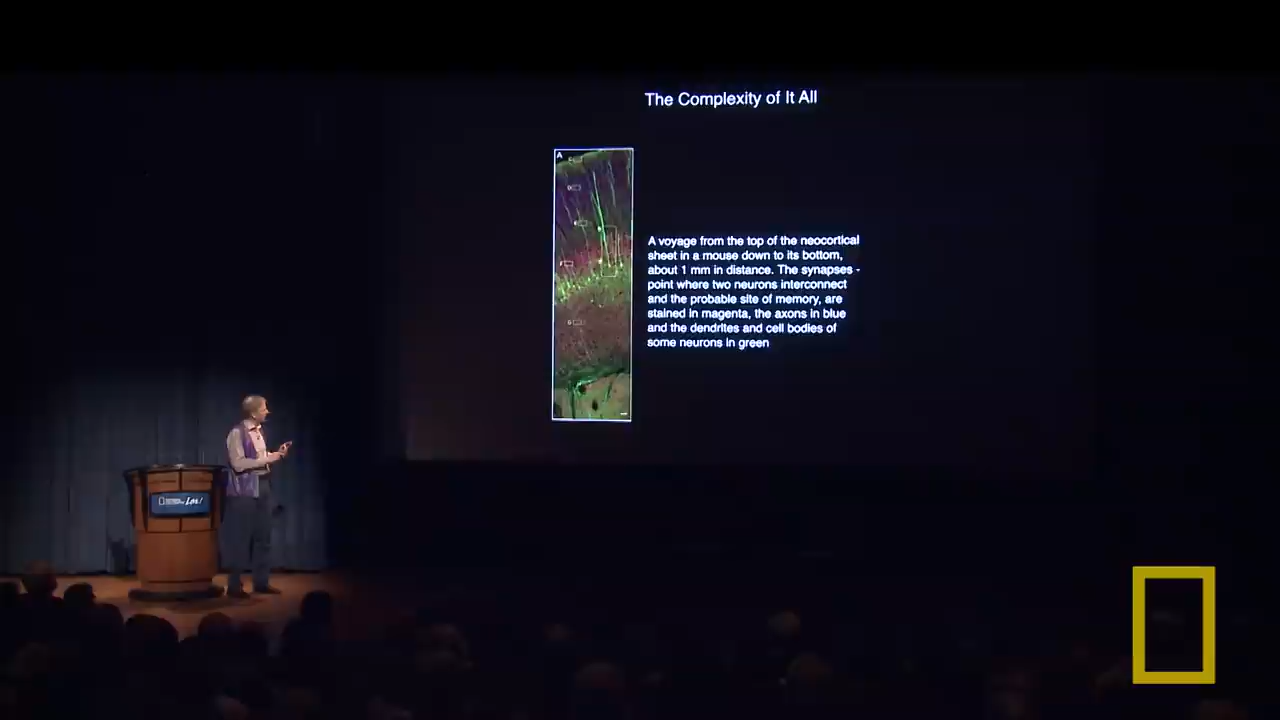 The Complexity of It All
A
A voyage from the top of the neocortical
sheet in a mouse down to its bottom,
about 1 mm in distance. The synapses -
point where two neurons interconnect
and the probable site of memory, are
stained in magenta, the axons in blue
and the dendrites and cell bodies of
some neurons in green
Live!